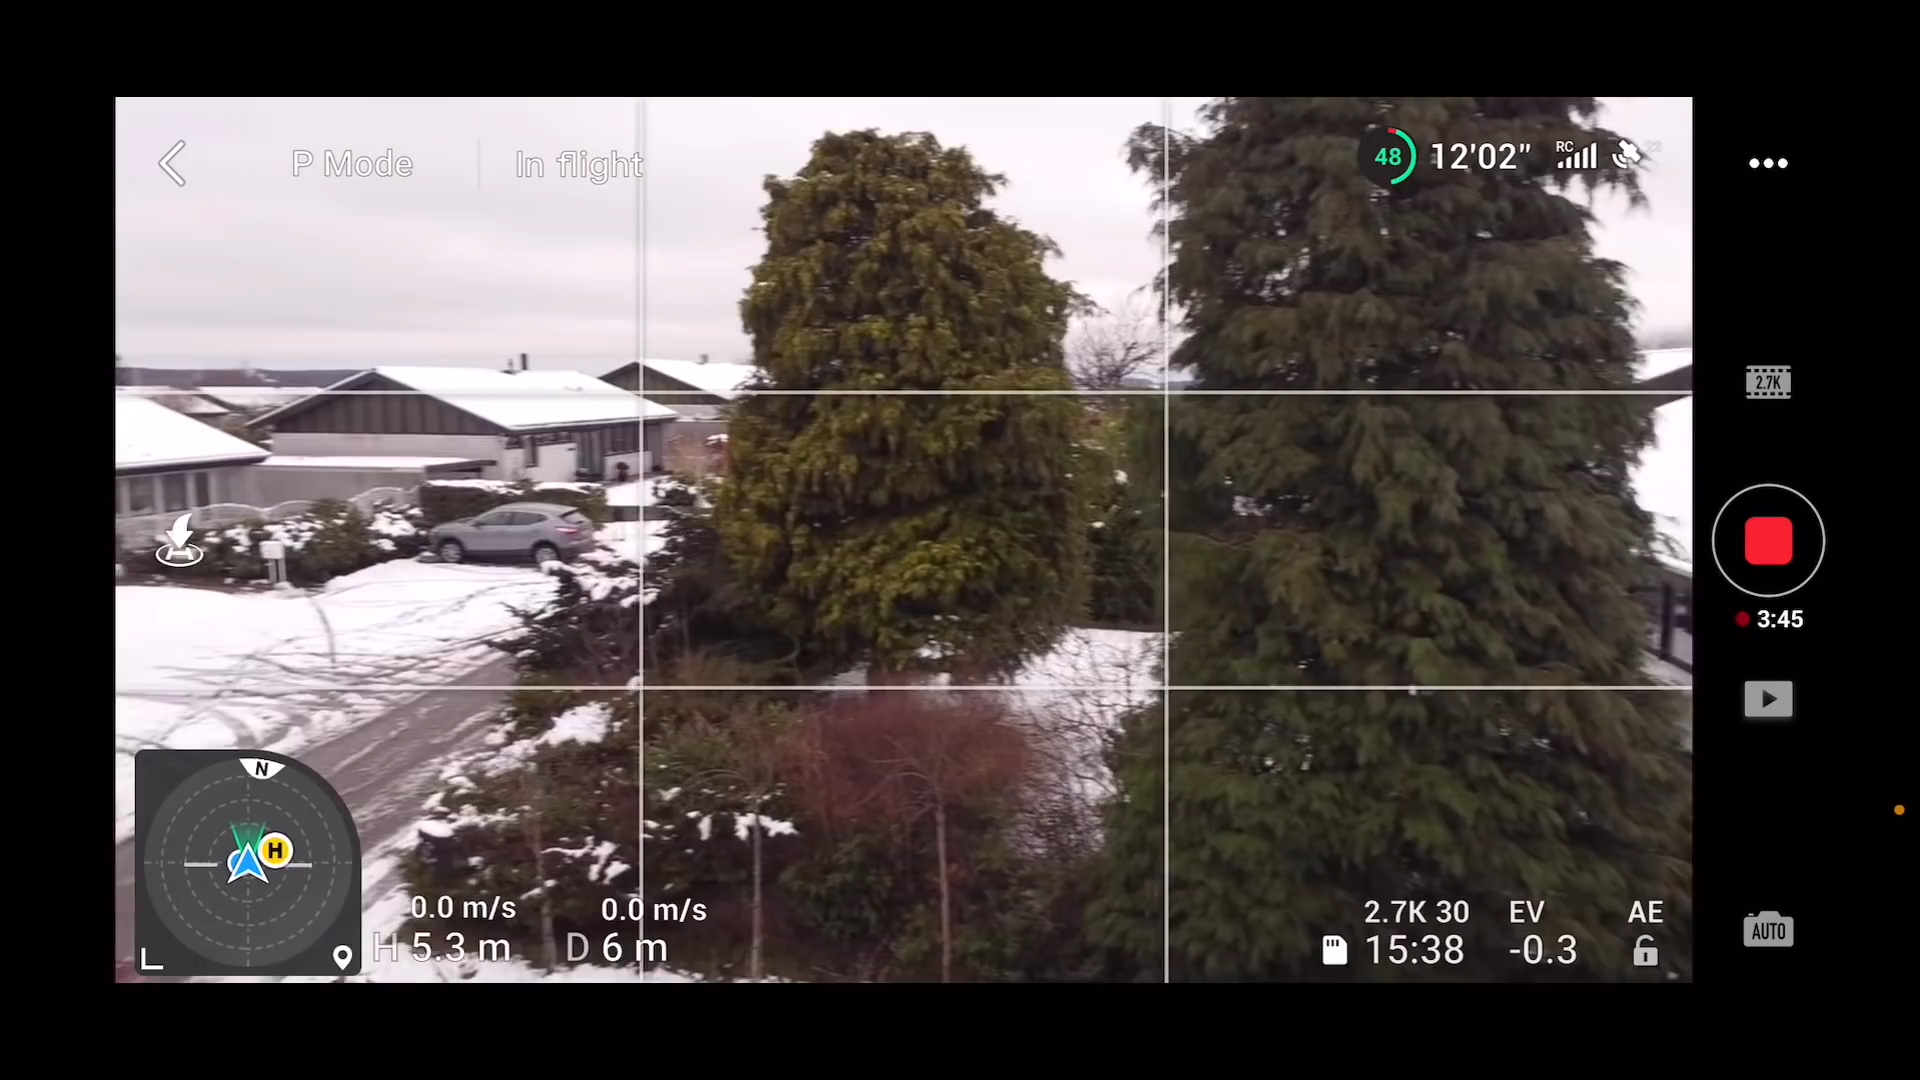 P Mode
In flight
48
12'02"
RC
2.7K
3:45
N
H
0.0 m/s
0.0 m/s
H 5.3 m
D 6 m
2.7K 30
EV
AE
15:38
-0.3
AUTO